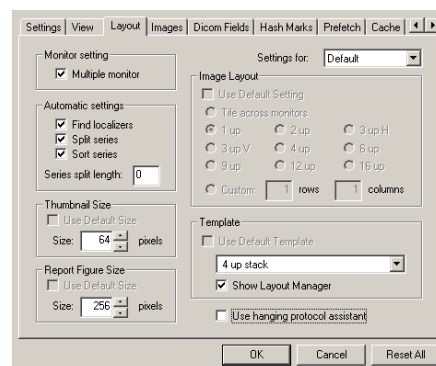 Settings View Layout Images Dicom Fields Hash Marks Prefetch Cache
Monitor setting
Multiple monitor
Automatic settings
Find localizers
Split series
Sort series
Series split length: 0
Thumbnail Size
Use Default Size
Size: 64 pixels
Report Figure Size
Use Default Size
Size: 256 pixels
Settings for: Default
Image Layout
Use Default Setting
Tile across monitors
1 up 2 up 3 up H
3 up V 4 up 6 up
9 up 12 up 16 up
Custom: 1 rows 1 columns
Template
Use Default Template
4 up stack
Show Layout Manager
Use hanging protocol assistant
OK Cancel Reset All